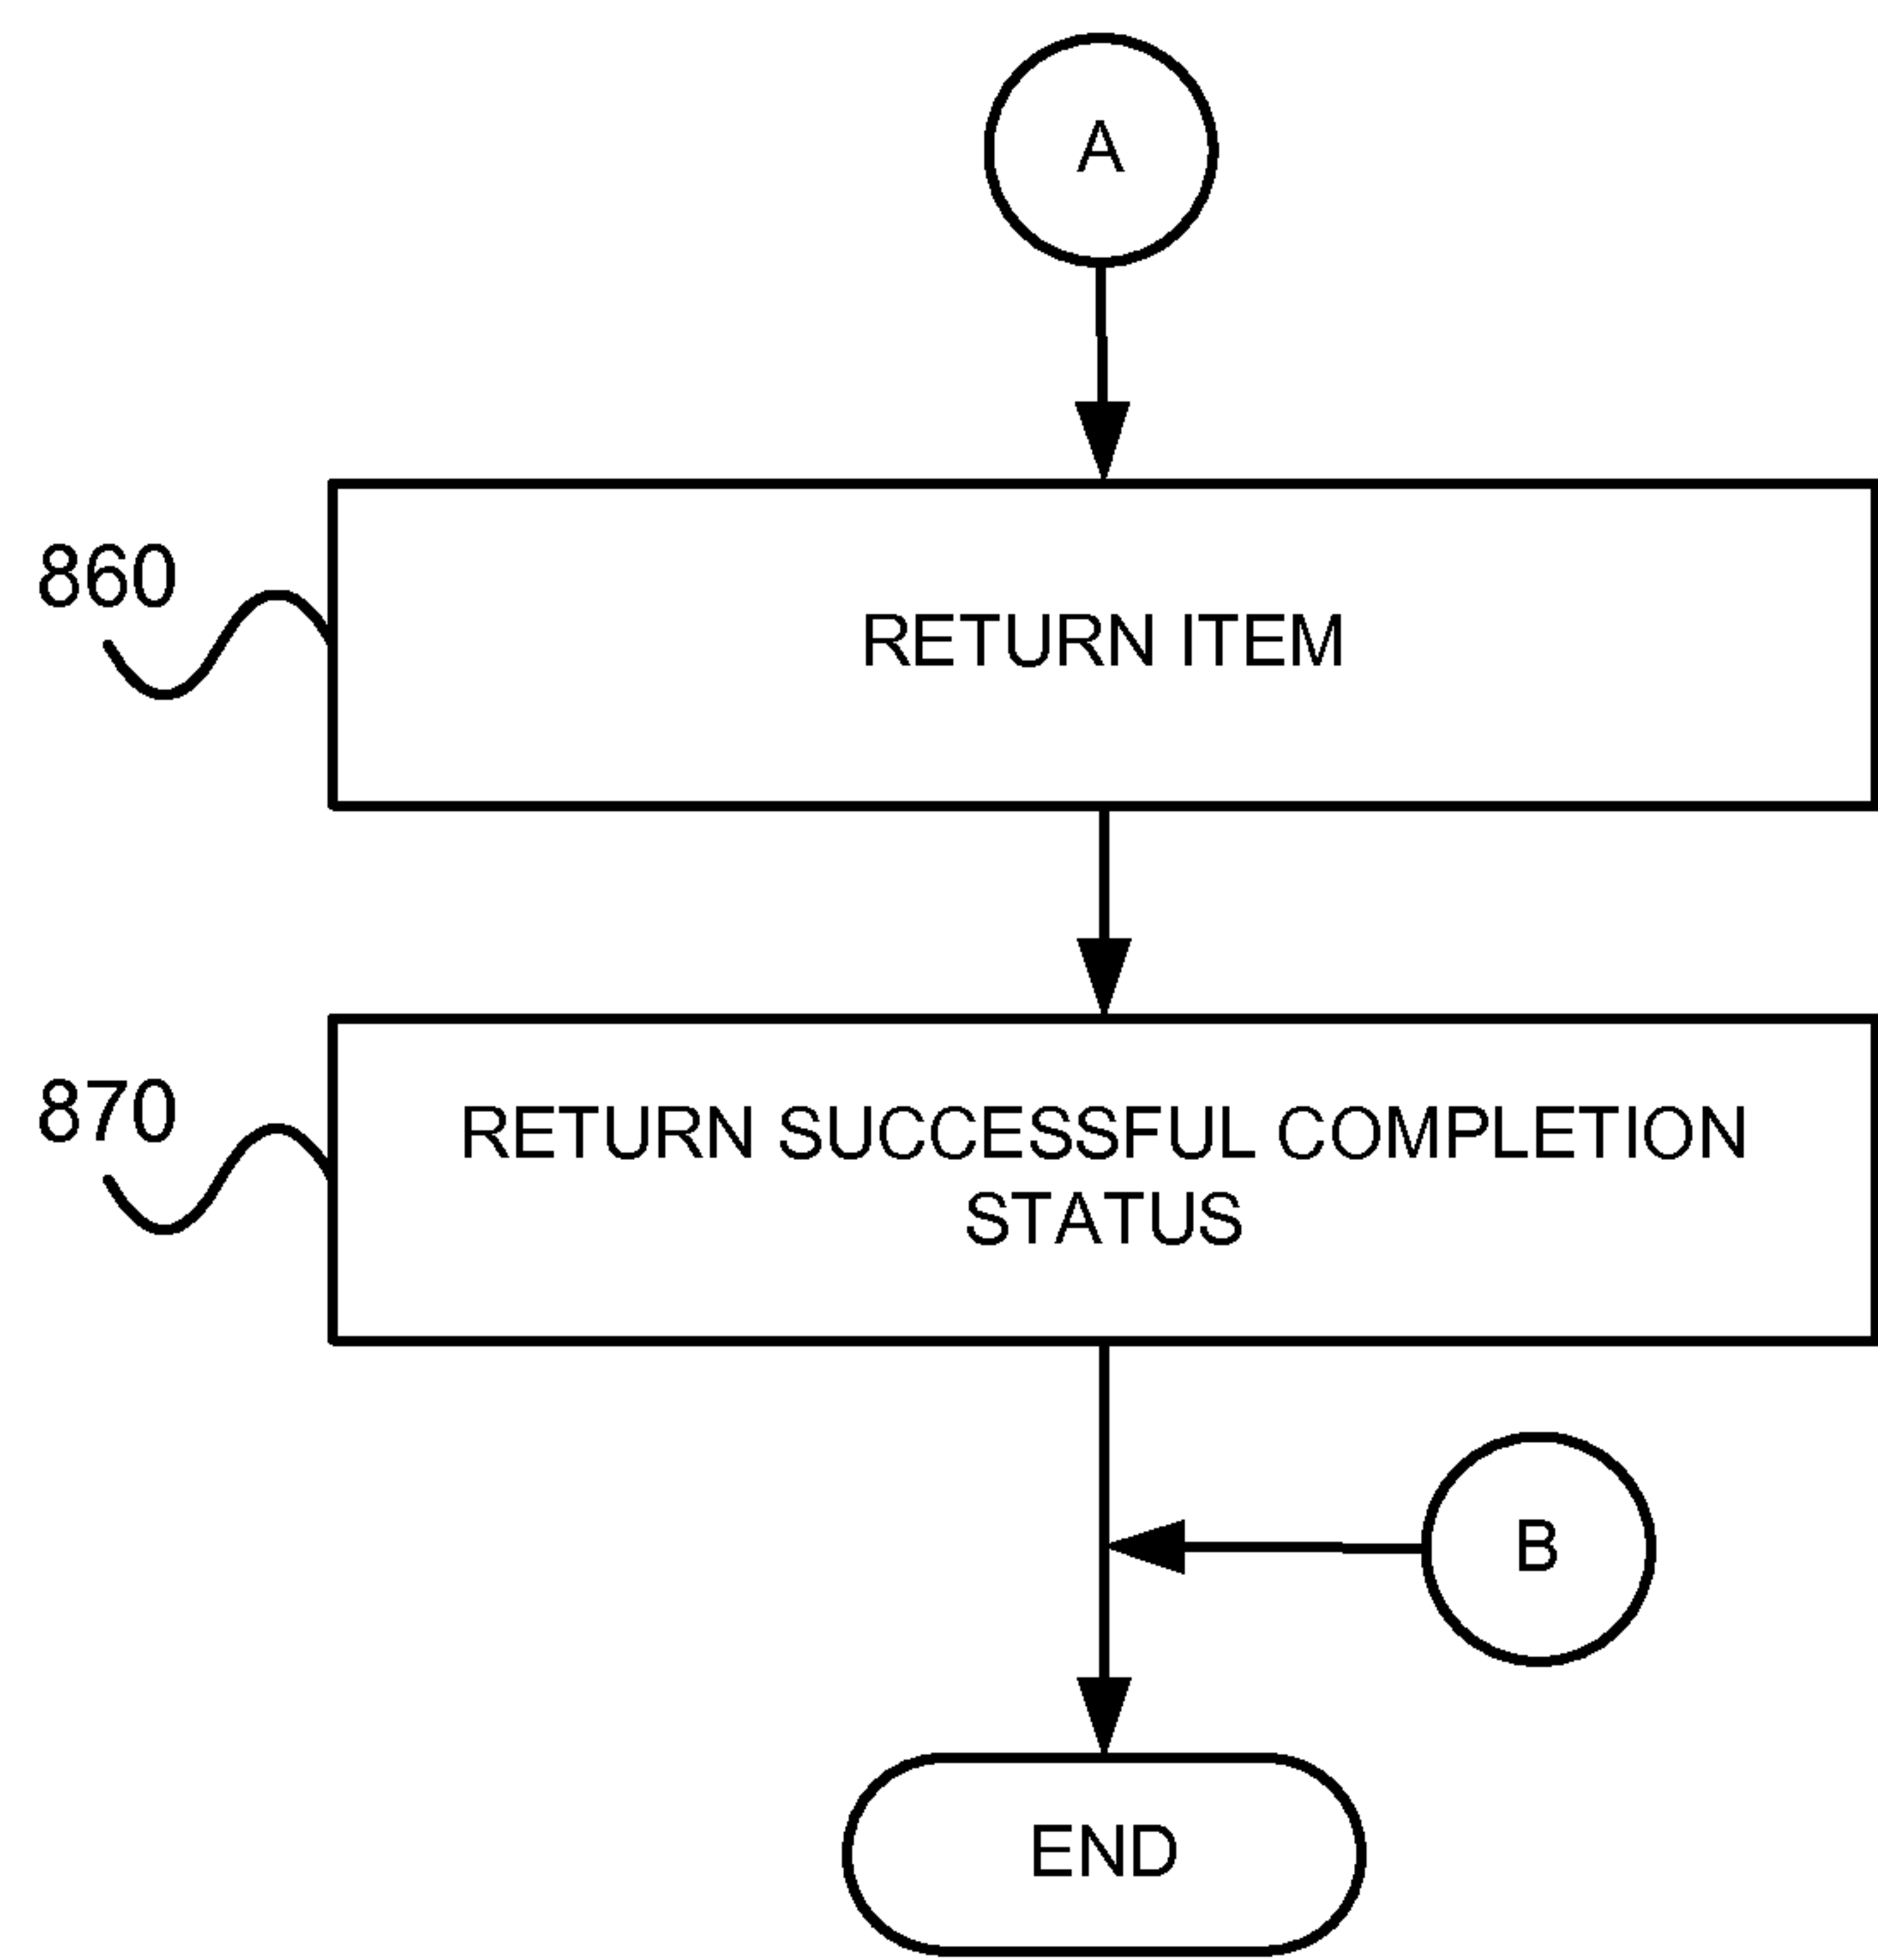 A
860
RETURN ITEM
870
RETURN SUCCESSFUL COMPLETION
STATUS
B
END